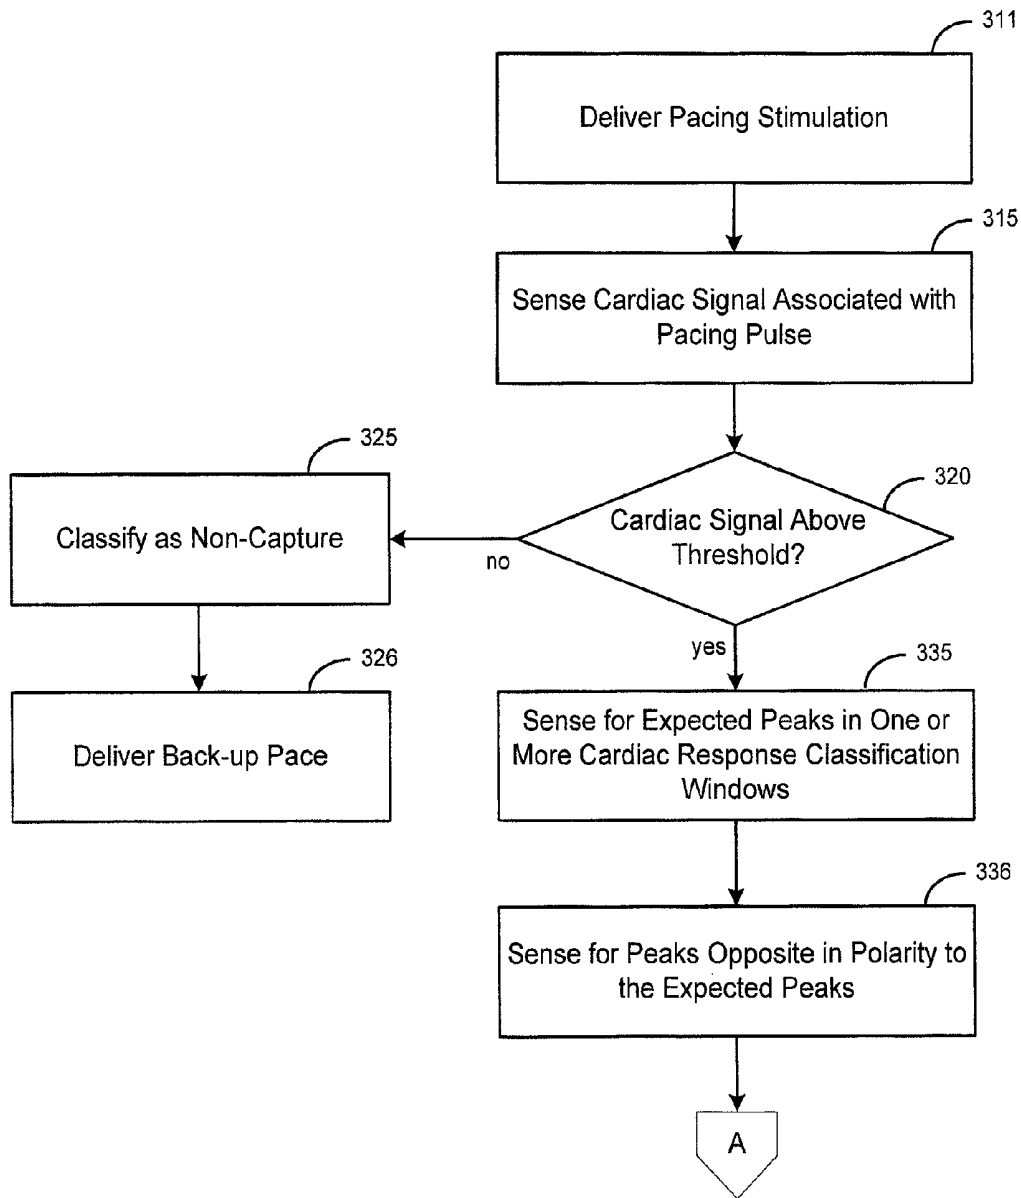 311
Deliver Pacing Stimulation
315
Sense Cardiac Signal Associated with
Pacing Pulse
320
Cardiac Signal Above
Threshold?
no
325
Classify as Non-Capture
326
Deliver Back-up Pace
yes
335
Sense for Expected Peaks in One or
More Cardiac Response Classification
Windows
336
Sense for Peaks Opposite in Polarity to
the Expected Peaks
A